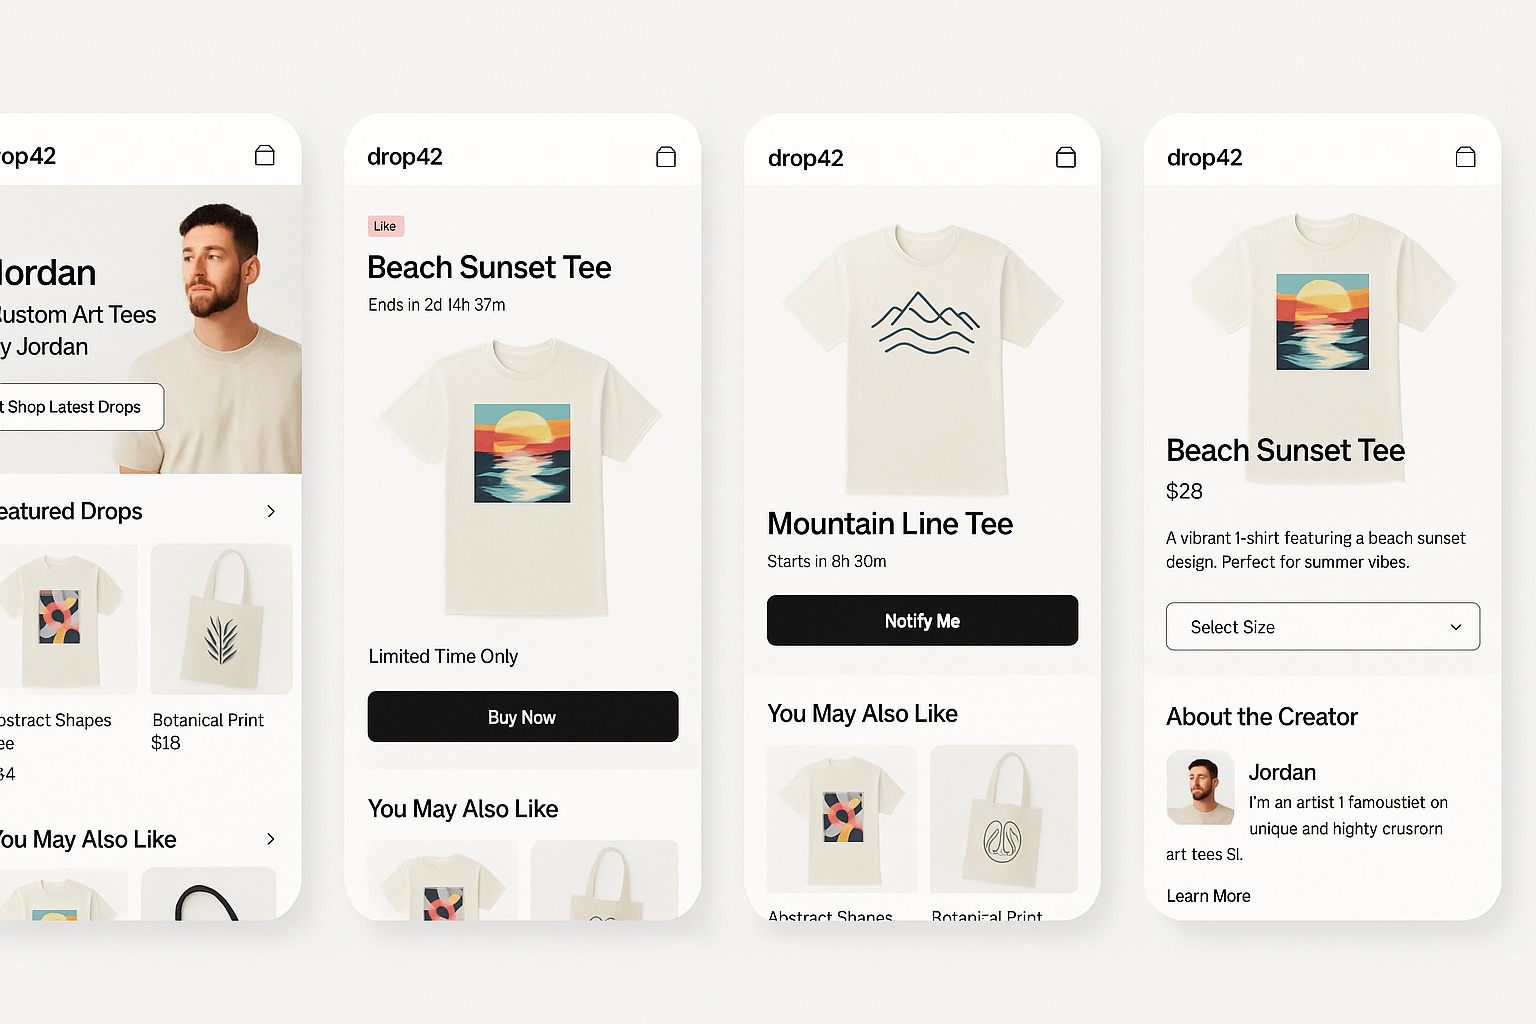 rop42
Jordan
Custom Art Tees
y Jordan
t Shop Latest Drops
eatured Drops
bstract Shapes
ee
Botanical Print
$18
34
You May Also Like
drop42
Like
Beach Sunset Tee
Ends in 2d 14h 37m
Limited Time Only
Buy Now
You May Also Like
drop42
Mountain Line Tee
Starts in 8h 30m
Notify Me
You May Also Like
Abstract Shapes
Botanical Print
drop42
Beach Sunset Tee
$28
A vibrant 1-shirt featuring a beach sunset
design. Perfect for summer vibes.
Select Size
About the Creator
Jordan
I'm an artist 1 famoustiet on
unique and highty crusrorn
art tees Sl.
Learn More